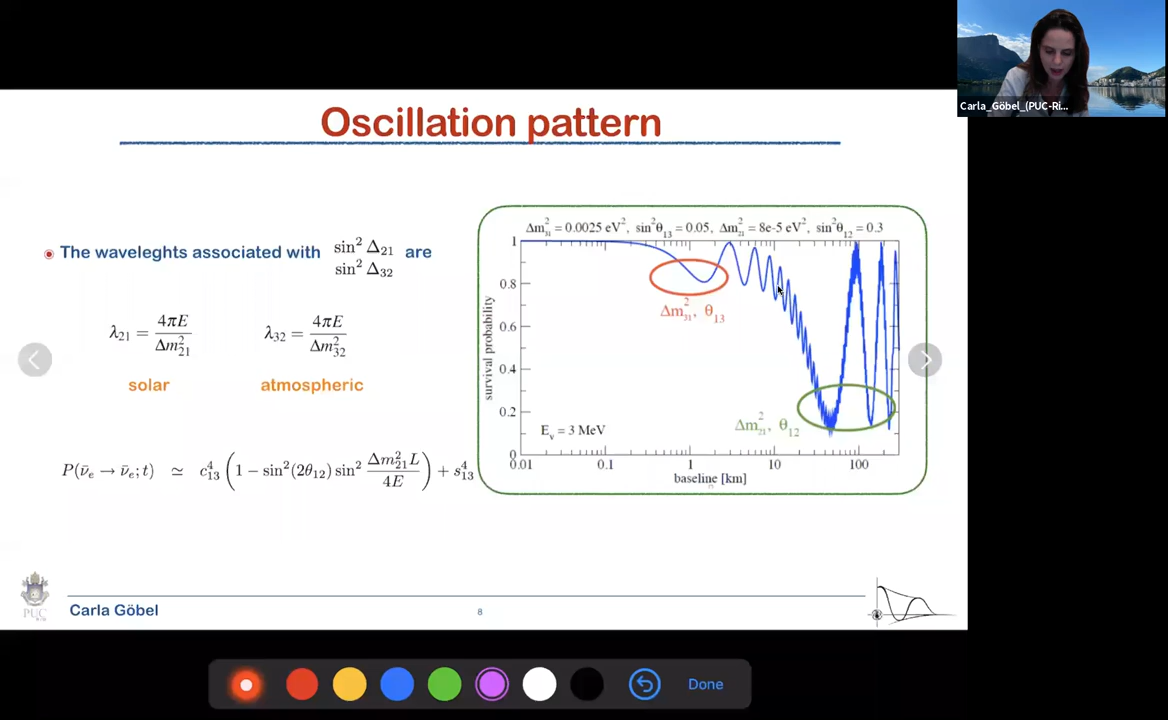 Carla_Göbel_(PUC-Ri...
Oscillation pattern
The waveleghts associated with sin² Δ₂₁ are
sin² Δ₃₂
λ₂₁ = 4πE / Δm²₂₁
λ₃₂ = 4πE / Δm²₃₂
solar
atmospheric
P(ν̄ₑ → ν̄ₑ; t) ≃ c⁴₁₃ (1 − sin²(2θ₁₂) sin² Δm²₂₁L / 4E) + s⁴₁₃
Δm²₃₁ = 0.0025 eV², sin²θ₁₃ = 0.05, Δm²₂₁ = 8e-5 eV², sin²θ₁₂ = 0.3
survival probability
1
0.8
0.6
0.4
0.2
0
Δm²₃₁, θ₁₃
Δm²₂₁, θ₁₂
Eᵥ = 3 MeV
0.01 0.1 1 10 100
baseline [km]
PUC
Carla Göbel
8
Done